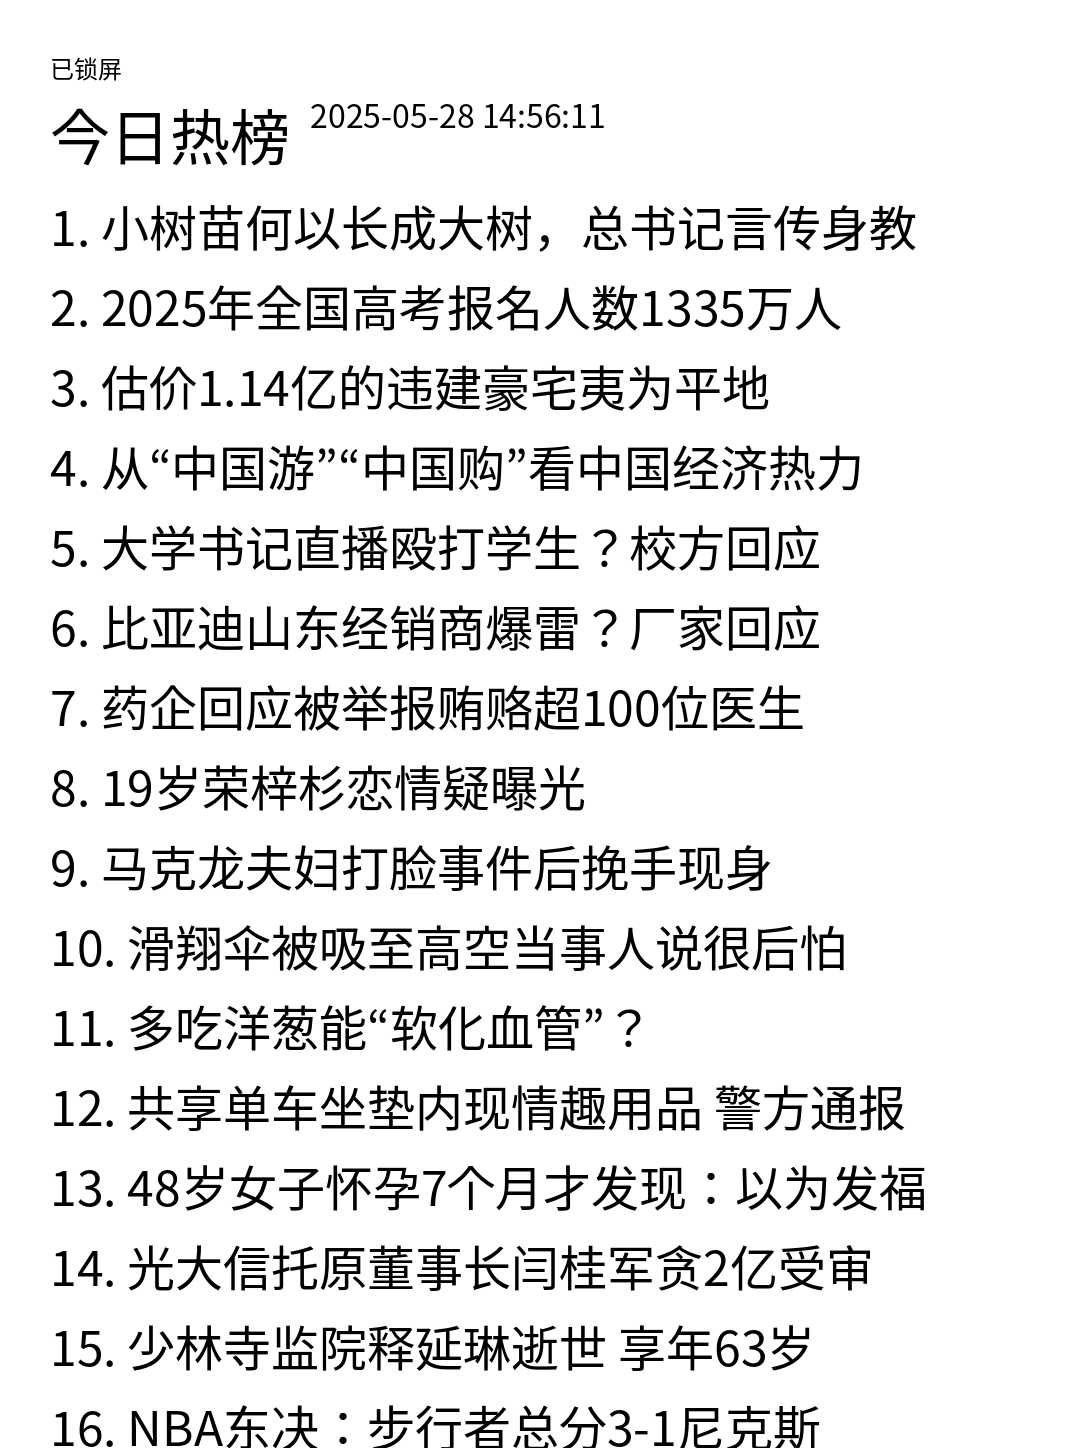 已锁屏
今日热榜 2025-05-28 14:56:11
1. 小树苗何以长成大树，总书记言传身教
2. 2025年全国高考报名人数1335万人
3. 估价1.14亿的违建豪宅夷为平地
4. 从“中国游”“中国购”看中国经济热力
5. 大学书记直播殴打学生？校方回应
6. 比亚迪山东经销商爆雷？厂家回应
7. 药企回应被举报贿赂超100位医生
8. 19岁荣梓杉恋情疑曝光
9. 马克龙夫妇打脸事件后挽手现身
10. 滑翔伞被吸至高空当事人说很后怕
11. 多吃洋葱能“软化血管”？
12. 共享单车坐垫内现情趣用品 警方通报
13. 48岁女子怀孕7个月才发现：以为发福
14. 光大信托原董事长闫桂军贪2亿受审
15. 少林寺监院释延琳逝世 享年63岁
16. NBA东决：步行者总分3-1尼克斯